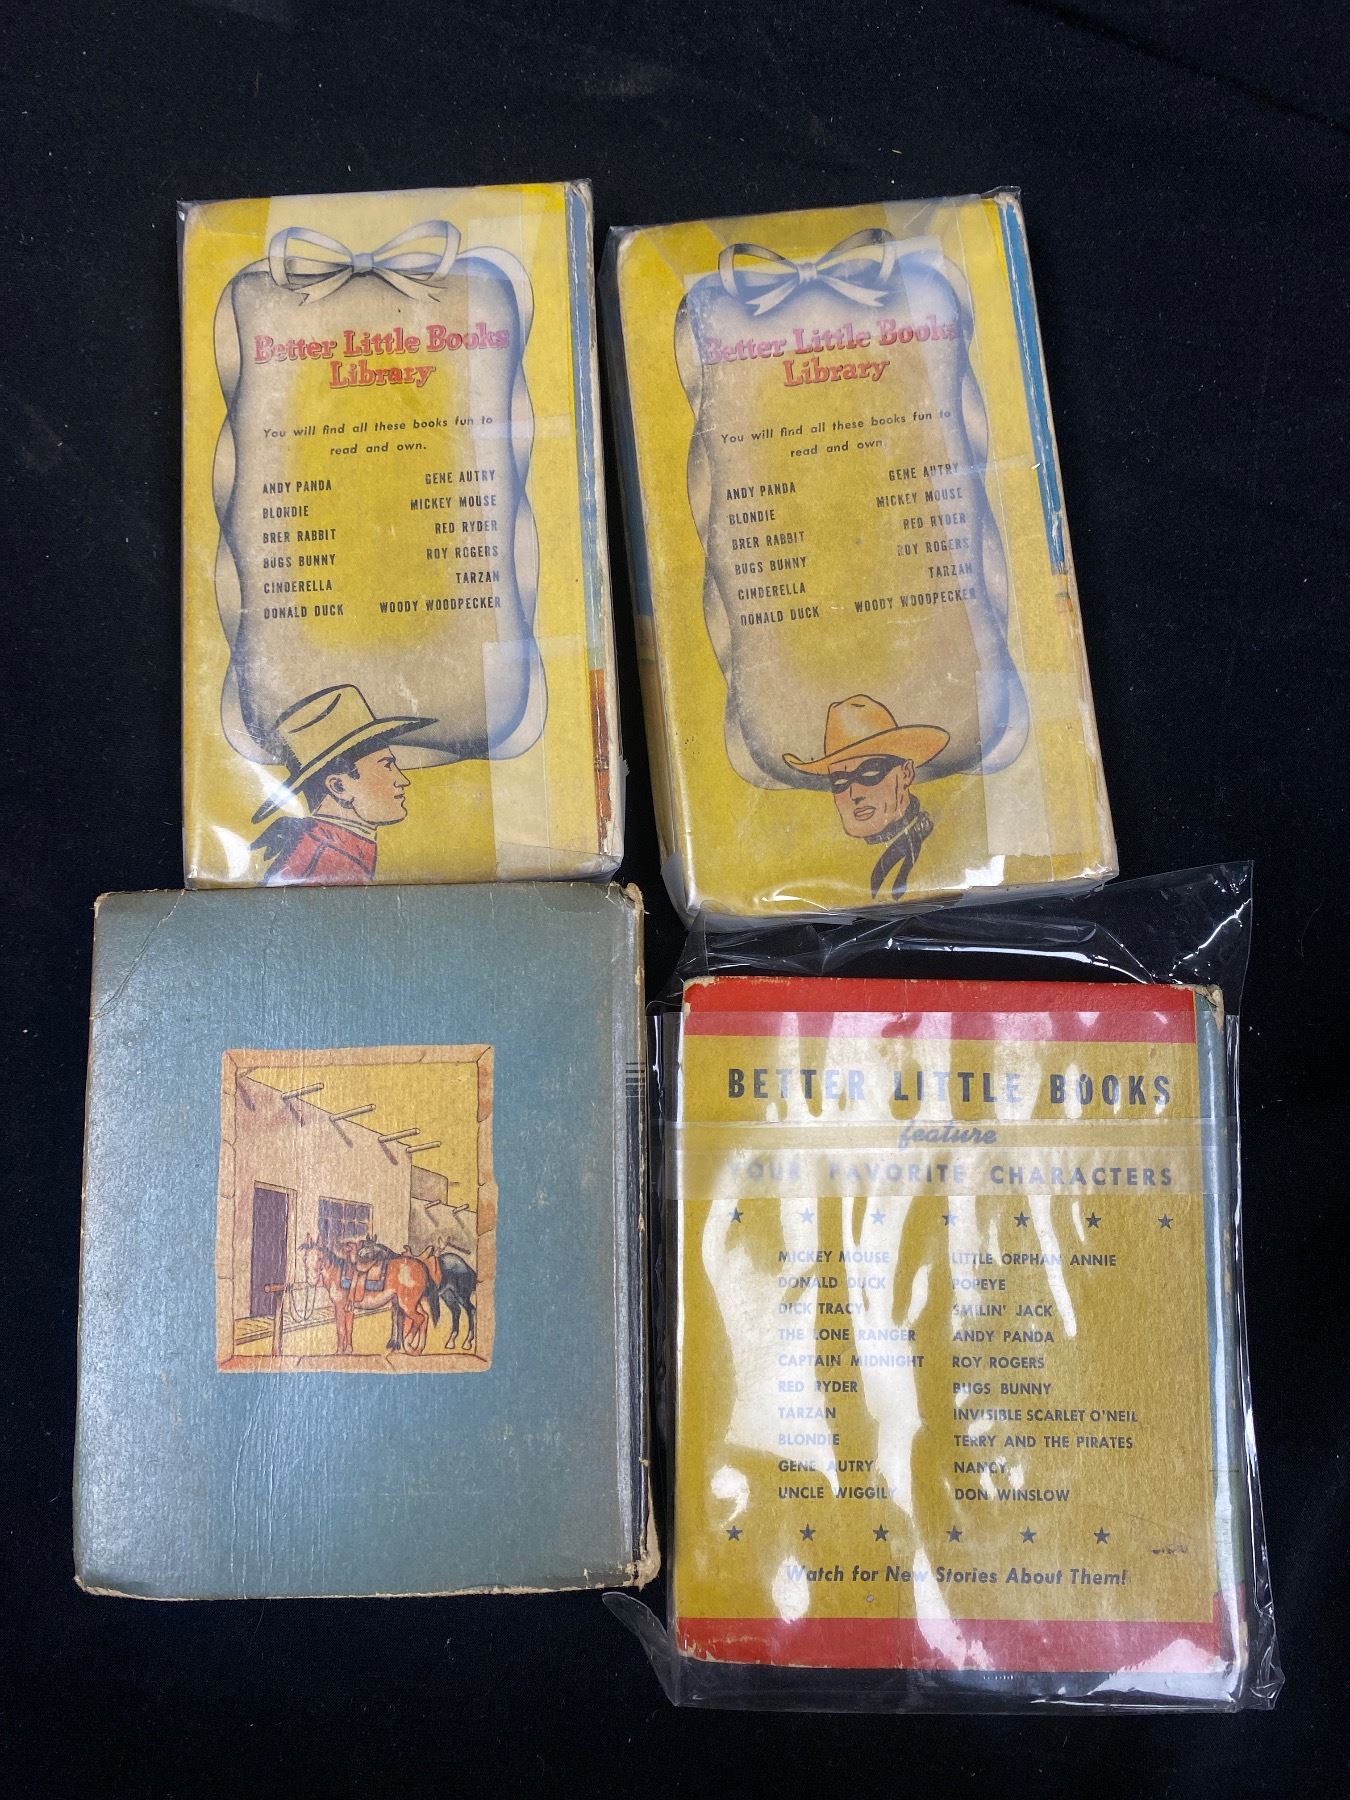 Better Little Books
Library
You will find all these books fun to
read and own.
ANDY PANDA GENE AUTRY
BLONDIE MICKEY MOUSE
BRER RABBIT RED RYDER
BUGS BUNNY ROY ROGERS
CINDERELLA TARZAN
DONALD DUCK WOODY WOODPECKER
Better Little Books
Library
You will find all these books fun to
read and own.
ANDY PANDA GENE AUTRY
BLONDIE MICKEY MOUSE
BRER RABBIT RED RYDER
BUGS BUNNY ROY ROGERS
CINDERELLA TARZAN
DONALD DUCK WOODY WOODPECKER
BETTER LITTLE BOOKS
feature
YOUR FAVORITE CHARACTERS
MICKEY MOUSE LITTLE ORPHAN ANNIE
DONALD DUCK POPEYE
DICK TRACY SMILIN' JACK
THE LONE RANGER ANDY PANDA
CAPTAIN MIDNIGHT ROY ROGERS
RED RYDER BUGS BUNNY
TARZAN INVISIBLE SCARLET O'NEIL
BLONDIE TERRY AND THE PIRATES
GENE AUTRY NANCY
UNCLE WIGGILY DON WINSLOW
Watch for New Stories About Them!